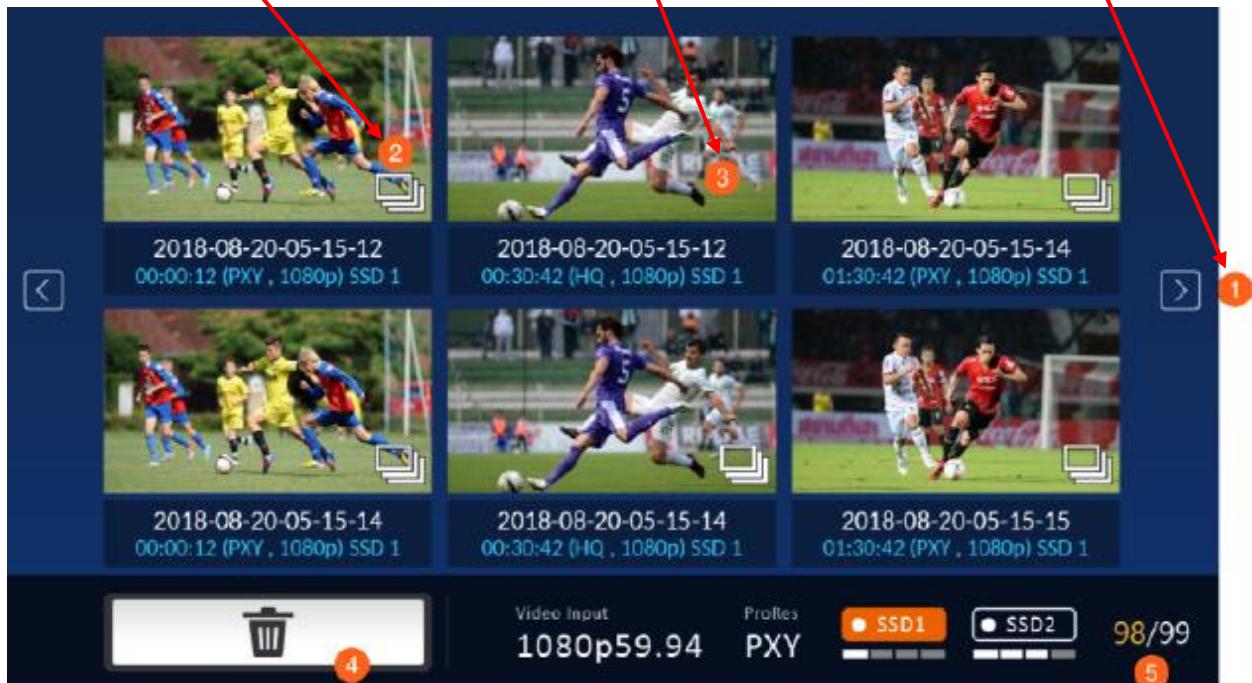 2
3
2018-08-20-05-15-12
00:00:12 (PXY , 1080p) SSD 1
2018-08-20-05-15-12
00:30:42 (HQ , 1080p) SSD 1
2018-08-20-05-15-14
01:30:42 (PXY , 1080p) SSD 1
1
2018-08-20-05-15-14
00:00:12 (PXY , 1080p) SSD 1
2018-08-20-05-15-14
00:30:42 (HQ , 1080p) SSD 1
2018-08-20-05-15-15
01:30:42 (PXY , 1080p) SSD 1
4
Video Input
1080p59.94
ProRes
PXY
SSD1
SSD2
98/99
5